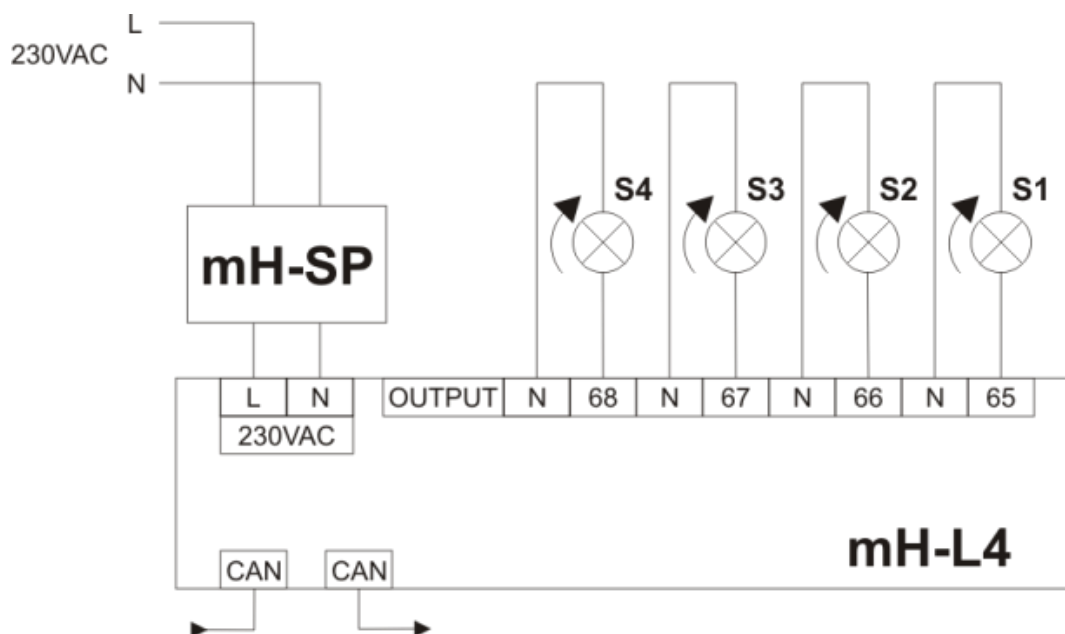 L
230VAC
N
S4 S3 S2 S1
mH-SP
L N OUTPUT N 68 N 67 N 66 N 65
230VAC
mH-L4
CAN CAN